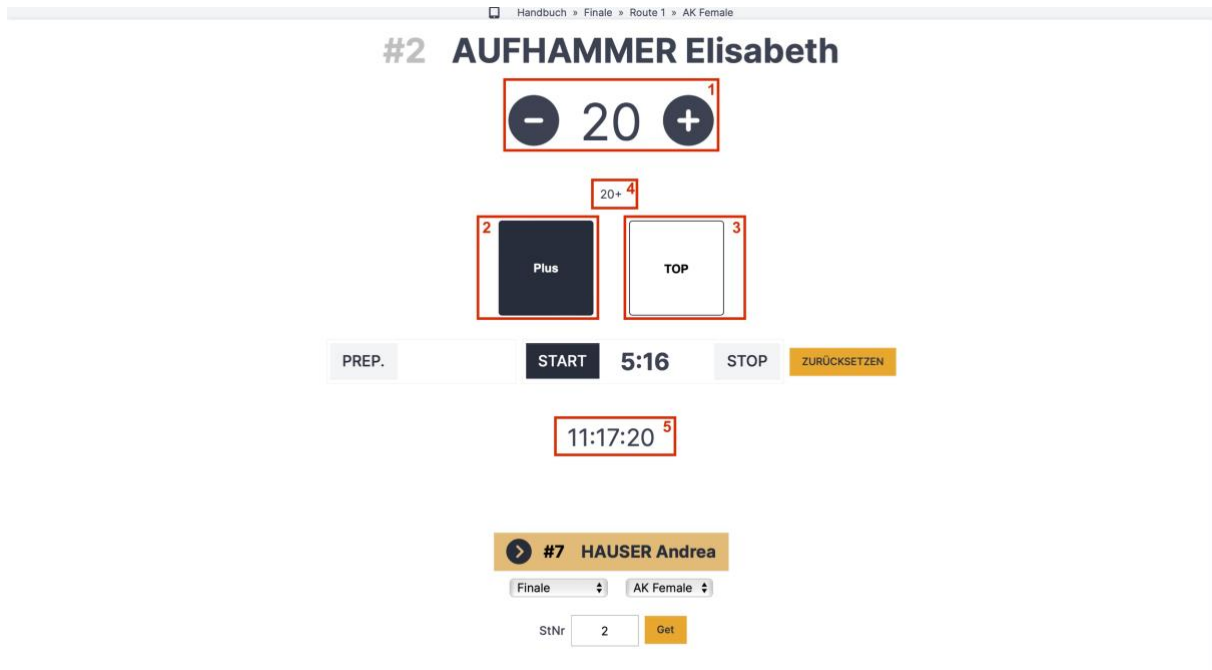 Handbuch » Finale » Route 1 » AK Female
#2 AUFHAMMER Elisabeth
1
− 20 +
20+ 4
2 Plus TOP 3
PREP. START 5:16 STOP ZURÜCKSETZEN
11:17:20 5
#7 HAUSER Andrea
Finale AK Female
StNr 2 Get